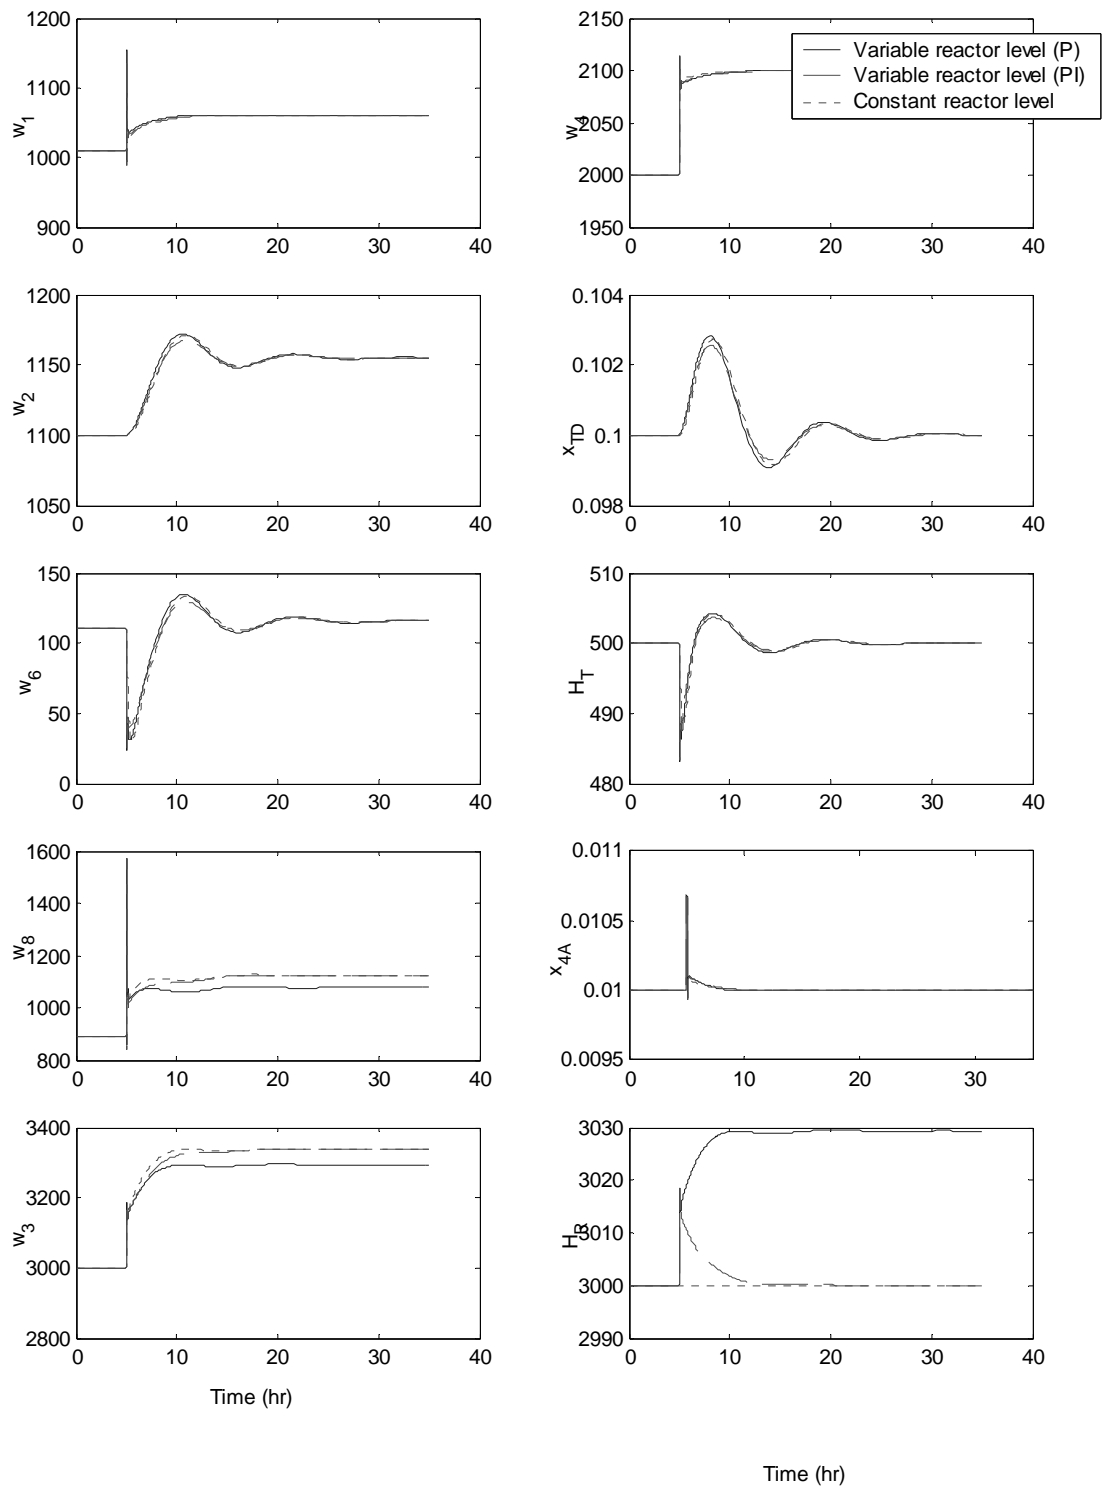 1200
1100
1000
900
w1
0 10 20 30 40
2150
2100
2050
2000
1950
w4
0 10 20 30 40
Variable reactor level (P)
Variable reactor level (PI)
Constant reactor level
1200
1150
1100
1050
w2
0 10 20 30 40
0.104
0.102
0.1
0.098
xTD
0 10 20 30 40
150
100
50
0
w6
0 10 20 30 40
510
500
490
480
HT
0 10 20 30 40
1600
1400
1200
1000
800
w8
0 10 20 30 40
0.011
0.0105
0.01
0.0095
x4A
0 10 20 30
3400
3200
3000
2800
w3
0 10 20 30 40
Time (hr)
3030
3020
3010
3000
2990
HR
0 10 20 30 40
Time (hr)